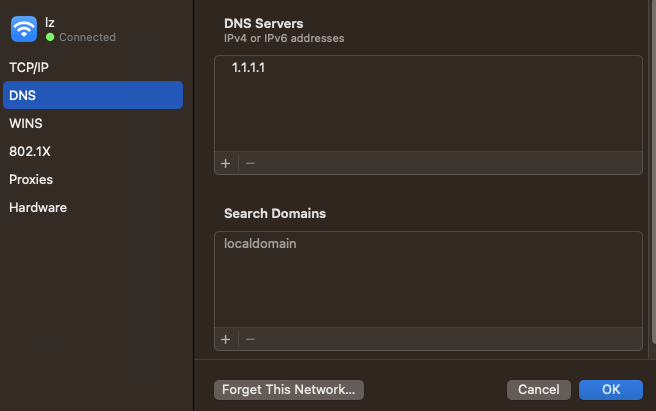 lz
Connected
TCP/IP
DNS
WINS
802.1X
Proxies
Hardware
DNS Servers
IPv4 or IPv6 addresses
1.1.1.1
+ −
Search Domains
localdomain
+ −
Forget This Network...
Cancel
OK